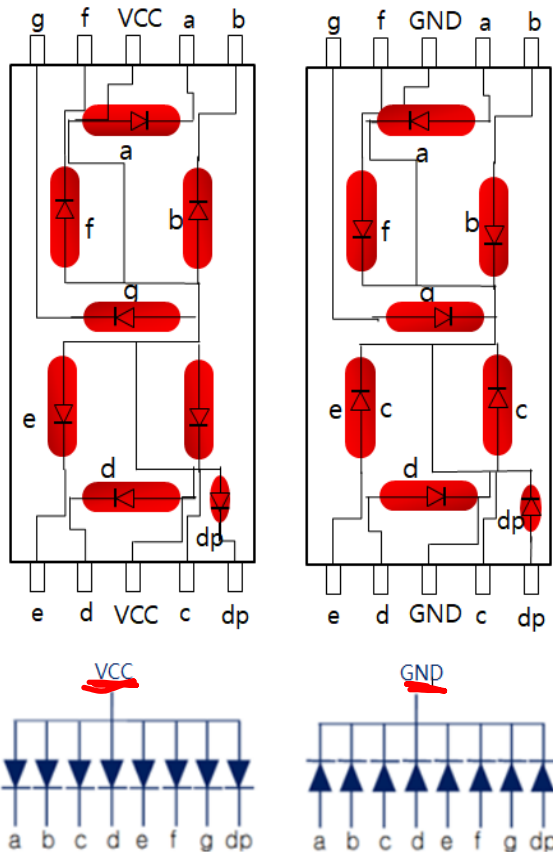 g f VCC a b
g f GND a b
a
f b
g
e
d
dp
e d VCC c dp
a
f b
g
e c c
d
dp
e d GND c dp
VCC
a b c d e f g dp
GND
a b c d e f g dp